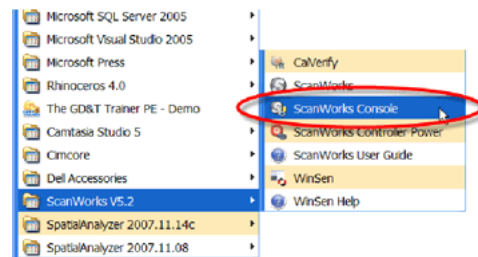 Microsoft SQL Server 2005
Microsoft Visual Studio 2005
Microsoft Press
Rhinoceros 4.0
The GD&T Trainer PE - Demo
Camtasia Studio 5
Cimcore
Dell Accessories
ScanWorks V5.2
SpatialAnalyzer 2007.11.14c
SpatialAnalyzer 2007.11.08
CalVerify
ScanWorks
ScanWorks Console
ScanWorks Controller Power
ScanWorks User Guide
WinSen
WinSen Help